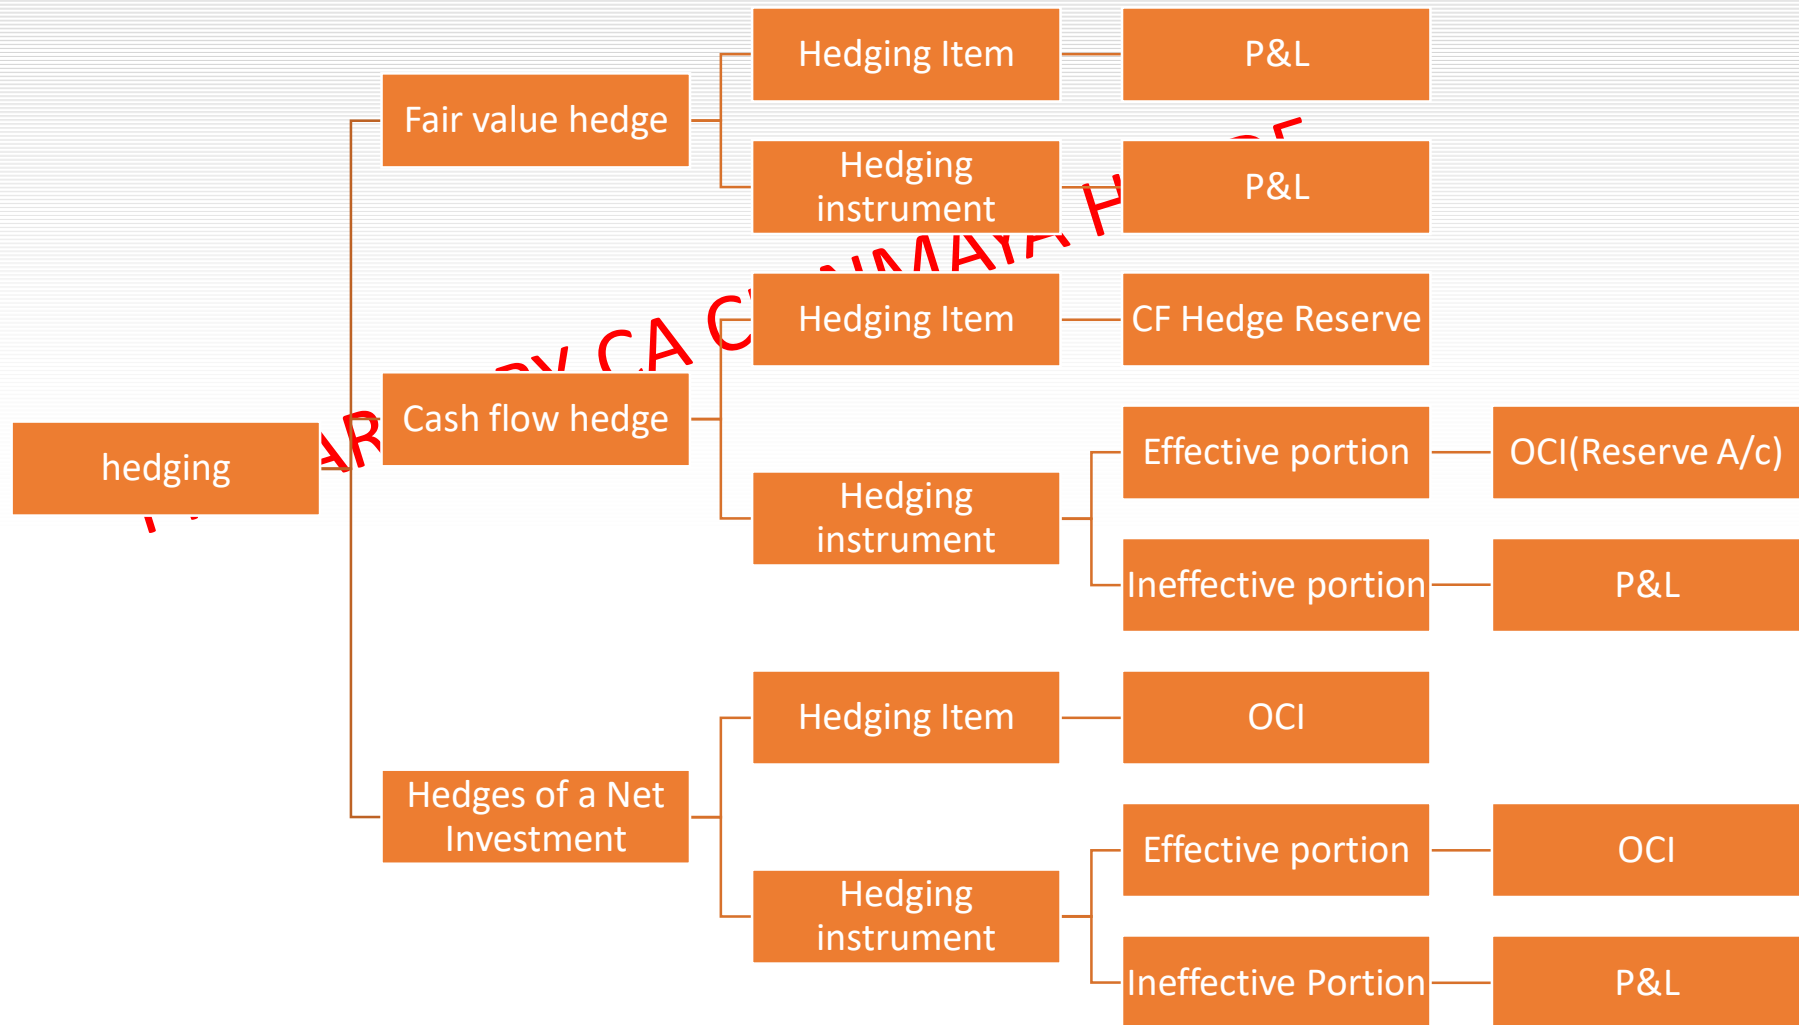 hedging
Fair value hedge
Hedging Item
P&L
Hedging
instrument
P&L
Cash flow hedge
Hedging Item
CF Hedge Reserve
Hedging
instrument
Effective portion
OCI(Reserve A/c)
Ineffective portion
P&L
Hedges of a Net
Investment
Hedging Item
OCI
Hedging
instrument
Effective portion
OCI
Ineffective Portion
P&L
BY CA